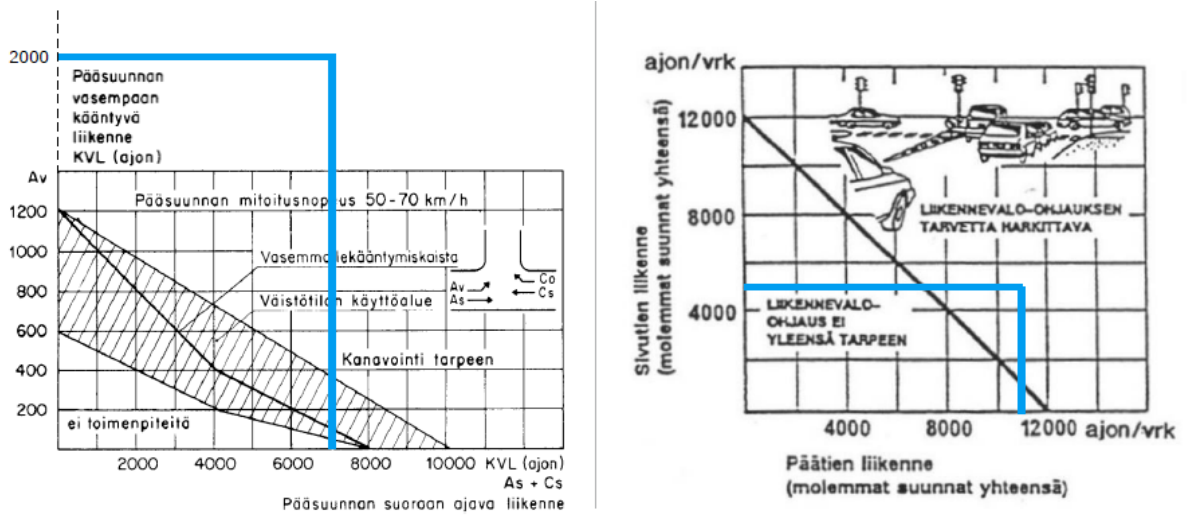 2000
Pääsuunnan
vasempaan
kääntyvä
liikenne
KVL (ajon)
Av
Pääsuunnan mitoitusnopeus 50-70 km/h
1200
1000
800
600
400
200
Vasemmallekääntymiskaista
Väistötilan käyttöalue
Av
As
Co
Cs
Kanavointi tarpeen
ei toimenpiteitä
2000 4000 6000 8000 10000 KVL (ajon)
As + Cs
Pääsuunnan suoraan ajava liikenne
ajon/vrk
12000
8000
4000
Sivutien liikenne
(molemmat suunnat yhteensä)
LIIKENNEVALO-OHJAUKSEN
TARVETTA HARKITTAVA
LIIKENNEVALO-
OHJAUS EI
YLEENSÄ TARPEEN
4000 8000 12000 ajon/vrk
Päätien liikenne
(molemmat suunnat yhteensä)